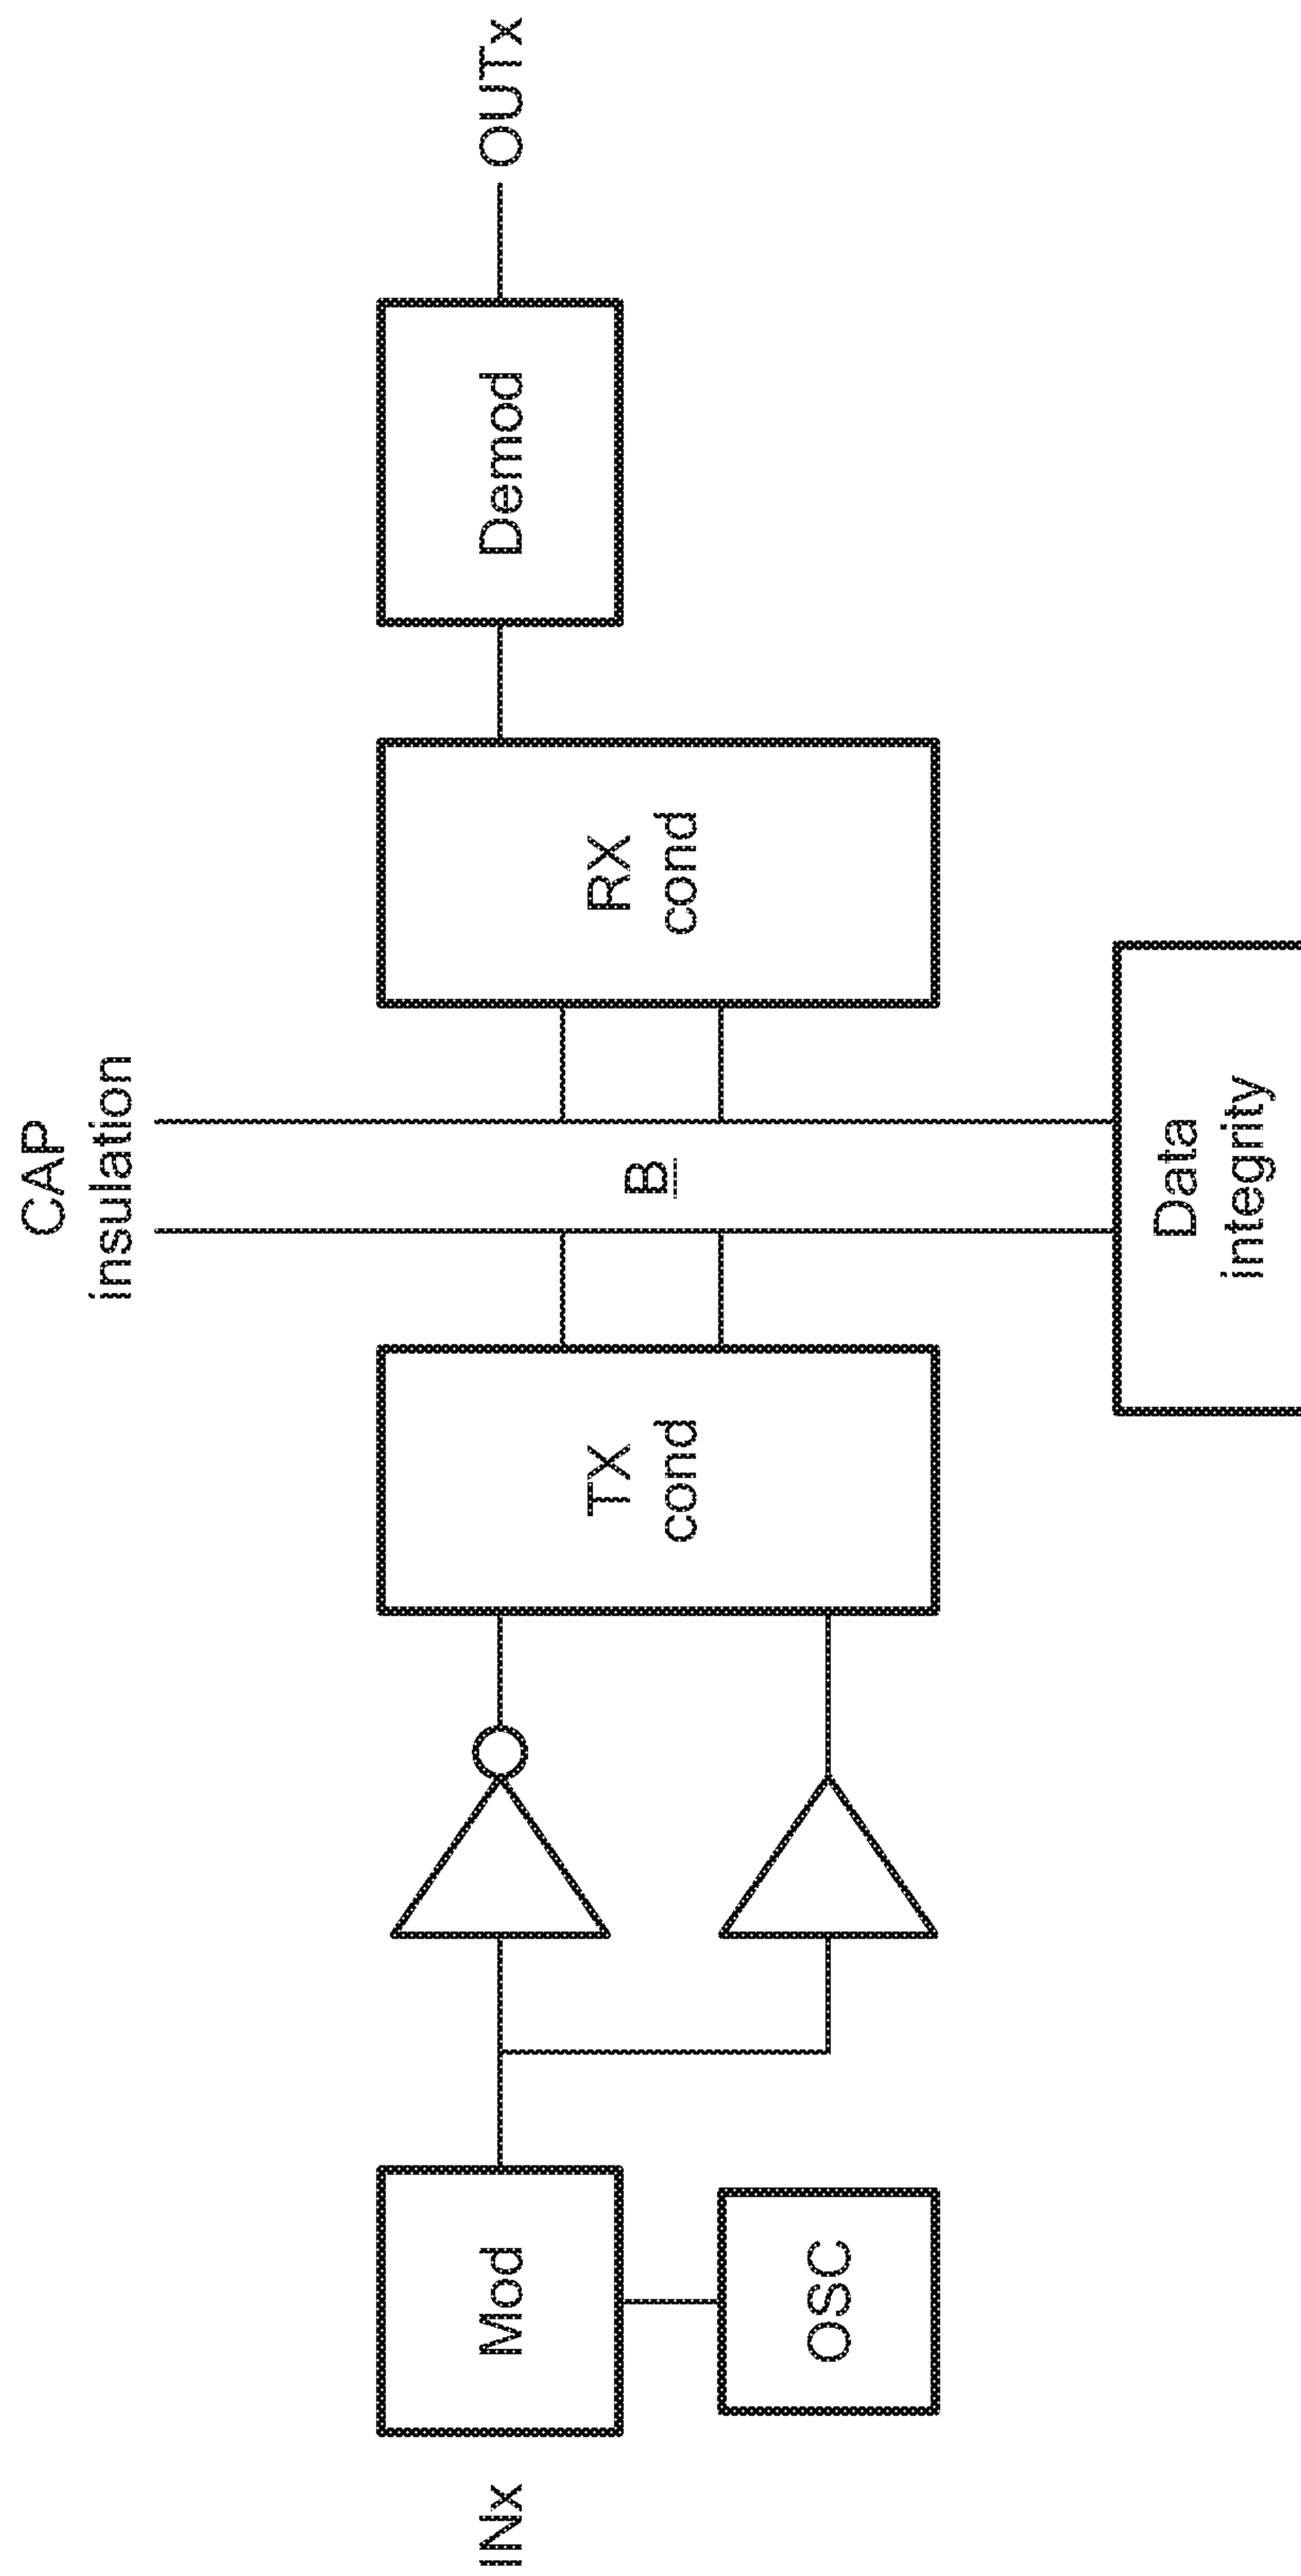 CAP
insulation
INx
Mod
OSC
TX
cond
B
RX
cond
Demod
OUTx
Data
integrity